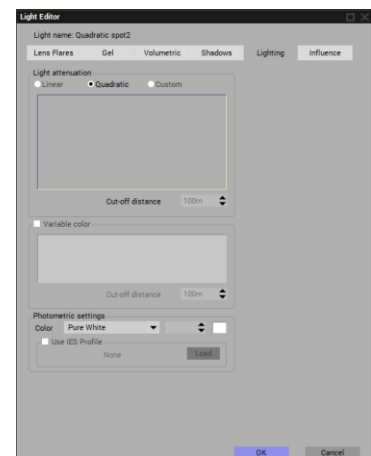 Light Editor
Light name: Quadratic spot2
Lens Flares Gel Volumetric Shadows Lighting Influence
Light attenuation
Linear Quadratic Custom
Cut-off distance 100m
Variable color
Cut-off distance 100m
Photometric settings
Color Pure White
Use IES Profile
None Load
OK Cancel